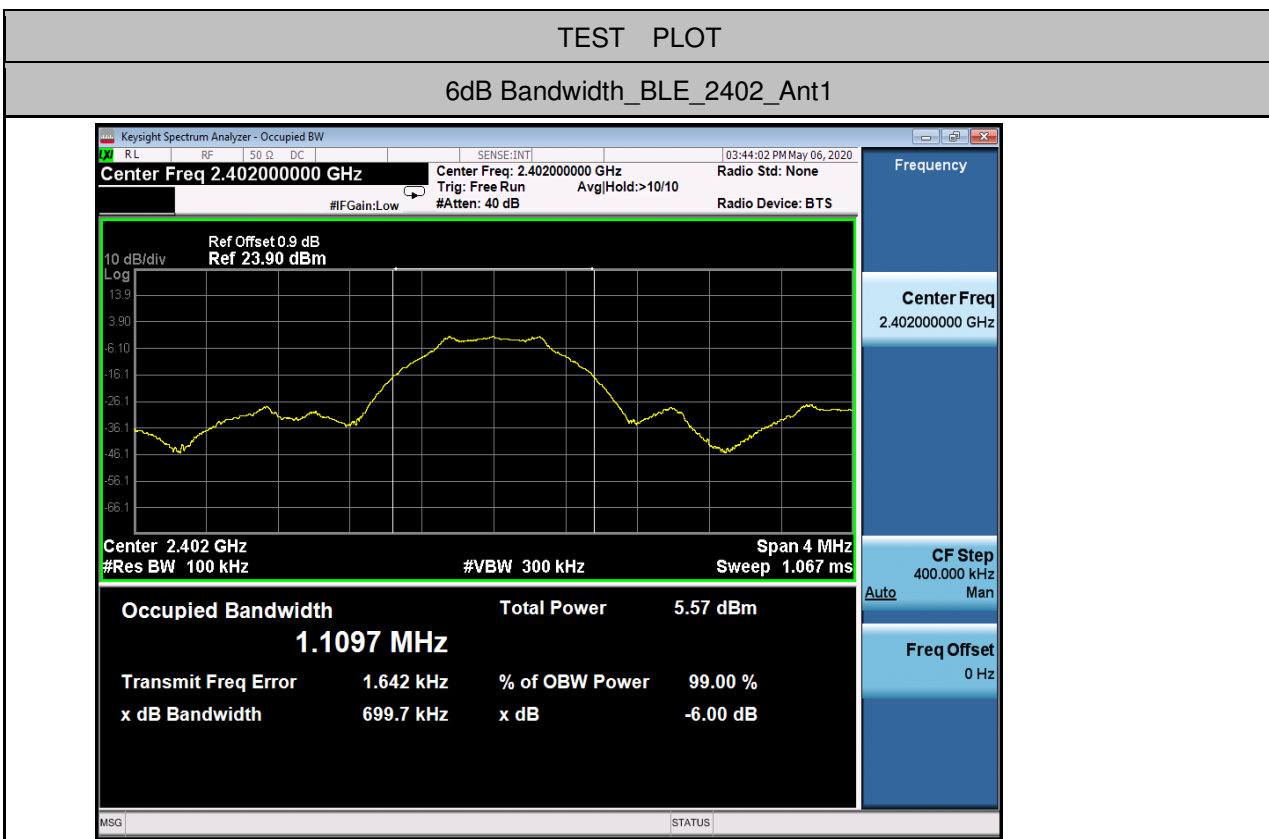 TEST PLOT
6dB Bandwidth_BLE_2402_Ant1
Keysight Spectrum Analyzer - Occupied BW
LXI RL RF 50 Ω DC SENSE:INT 03:44:02 PM May 06, 2020
Center Freq 2.402000000 GHz
Center Freq: 2.402000000 GHz Radio Std: None
Trig: Free Run Avg|Hold:>10/10
#IFGain:Low #Atten: 40 dB Radio Device: BTS
Ref Offset 0.9 dB
10 dB/div Ref 23.90 dBm
Log
13.9
3.90
-6.10
-16.1
-26.1
-36.1
-46.1
-56.1
-66.1
Center 2.402 GHz Span 4 MHz
#Res BW 100 kHz #VBW 300 kHz Sweep 1.067 ms
Occupied Bandwidth Total Power 5.57 dBm
1.1097 MHz
Transmit Freq Error 1.642 kHz % of OBW Power 99.00 %
x dB Bandwidth 699.7 kHz x dB -6.00 dB
MSG STATUS
Frequency
Center Freq
2.402000000 GHz
CF Step
400.000 kHz
Auto Man
Freq Offset
0 Hz